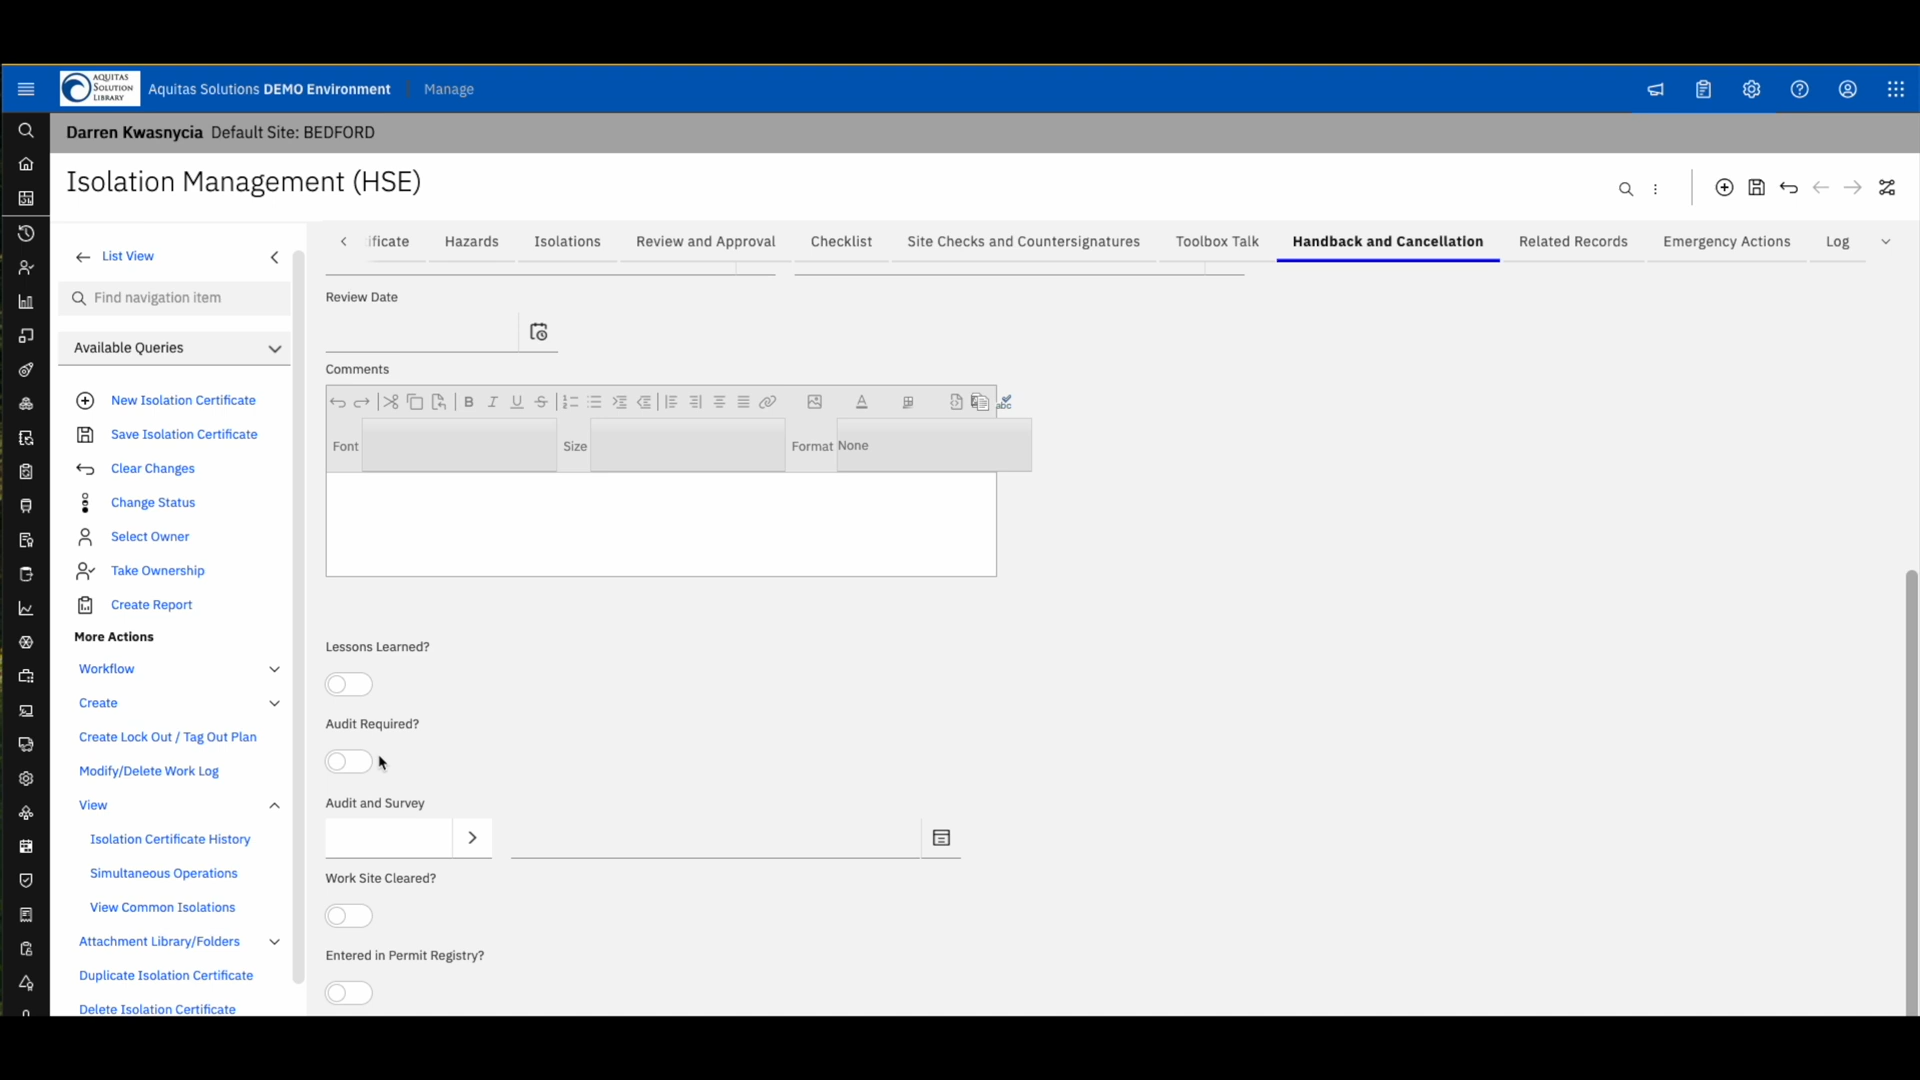 AQUITAS
SOLUTION
LIBRARY
Aquitas Solutions DEMO Environment
Manage
Darren Kwasnycia Default Site: BEDFORD
Isolation Management (HSE)
List View
Find navigation item
Available Queries
New Isolation Certificate
Save Isolation Certificate
Clear Changes
Change Status
Select Owner
Take Ownership
Create Report
More Actions
Workflow
Create
Create Lock Out / Tag Out Plan
Modify/Delete Work Log
View
Isolation Certificate History
Simultaneous Operations
View Common Isolations
Attachment Library/Folders
Duplicate Isolation Certificate
Delete Isolation Certificate
ificate Hazards Isolations Review and Approval Checklist Site Checks and Countersignatures Toolbox Talk Handback and Cancellation Related Records Emergency Actions Log
Review Date
Comments
B I U S A abc
Font Size Format None
Lessons Learned?
Audit Required?
Audit and Survey
Work Site Cleared?
Entered in Permit Registry?